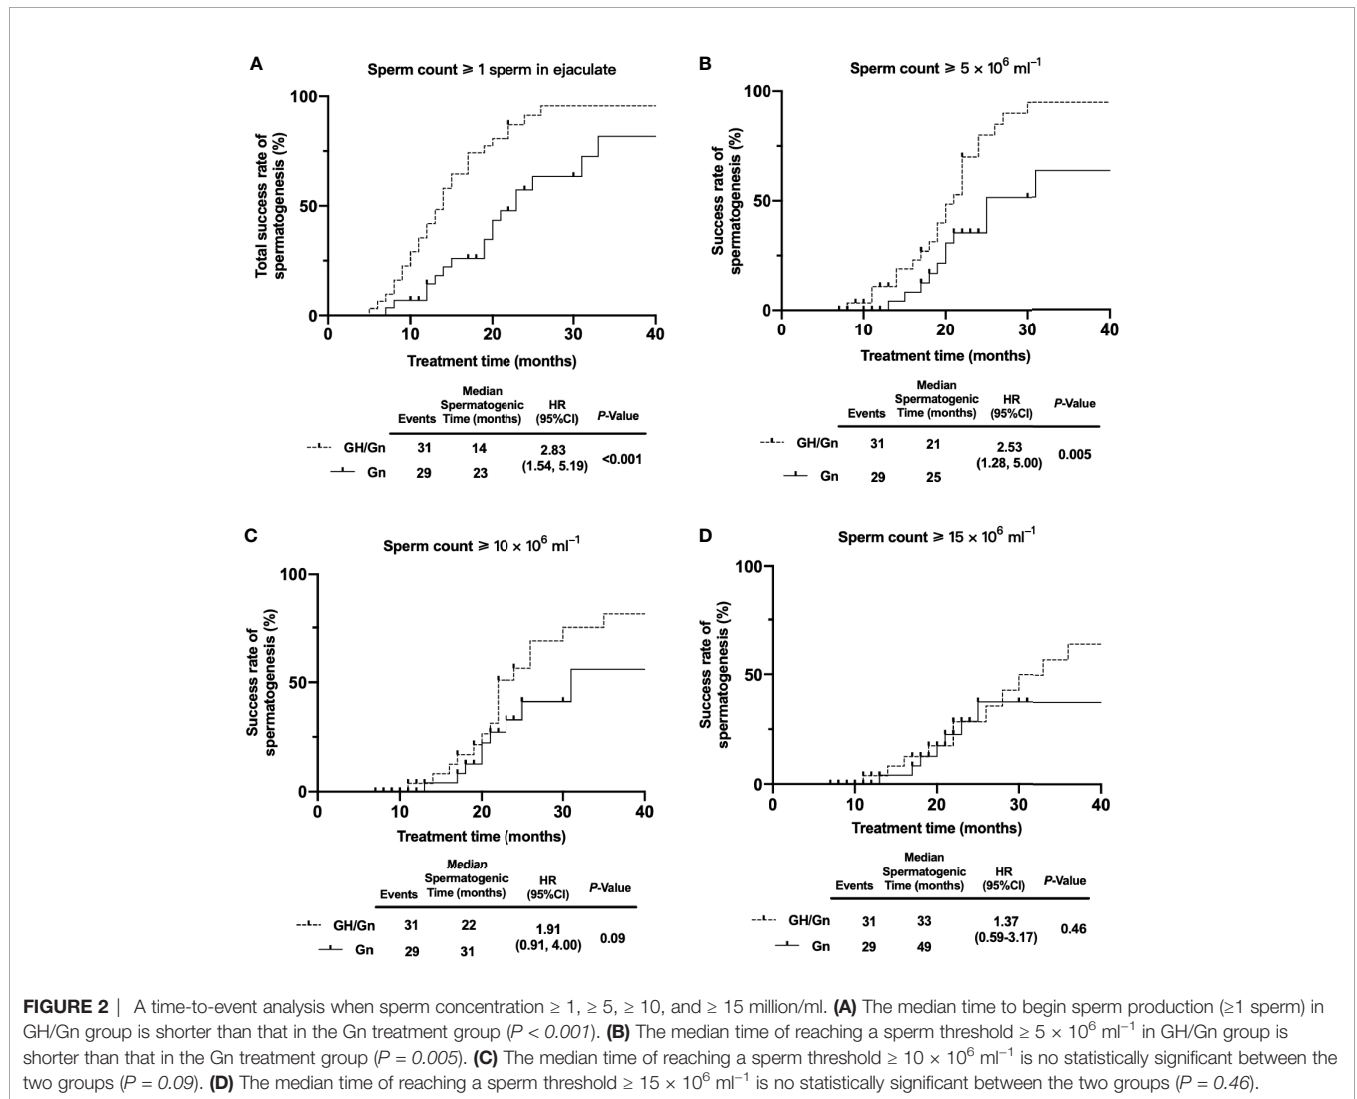 A
Sperm count ⩾ 1 sperm in ejaculate
Total success rate of
spermatogenesis (%)
100
50
0
0 10 20 30 40
Treatment time (months)
Events Median Spermatogenic Time (months) HR (95%CI) P-Value
GH/Gn 31 14 2.83 (1.54, 5.19) <0.001
Gn 29 23
B
Sperm count ⩾ 5 × 10⁶ ml⁻¹
Success rate of
spermatogenesis (%)
100
50
0
0 10 20 30 40
Treatment time (months)
Events Median Spermatogenic Time (months) HR (95%CI) P-Value
GH/Gn 31 21 2.53 (1.28, 5.00) 0.005
Gn 29 25
C
Sperm count ⩾ 10 × 10⁶ ml⁻¹
Success rate of
spermatogenesis (%)
100
50
0
0 10 20 30 40
Treatment time (months)
Events Median Spermatogenic Time (months) HR (95%CI) P-Value
GH/Gn 31 22 1.91 (0.91, 4.00) 0.09
Gn 29 31
D
Sperm count ⩾ 15 × 10⁶ ml⁻¹
Success rate of
spermatogenesis (%)
100
50
0
0 10 20 30 40
Treatment time (months)
Events Median Spermatogenic Time (months) HR (95%CI) P-Value
GH/Gn 31 33 1.37 (0.59-3.17) 0.46
Gn 29 49
FIGURE 2 | A time-to-event analysis when sperm concentration ≥ 1, ≥ 5, ≥ 10, and ≥ 15 million/ml. (A) The median time to begin sperm production (≥1 sperm) in
GH/Gn group is shorter than that in the Gn treatment group (P < 0.001). (B) The median time of reaching a sperm threshold ≥ 5 × 10⁶ ml⁻¹ in GH/Gn group is
shorter than that in the Gn treatment group (P = 0.005). (C) The median time of reaching a sperm threshold ≥ 10 × 10⁶ ml⁻¹ is no statistically significant between the
two groups (P = 0.09). (D) The median time of reaching a sperm threshold ≥ 15 × 10⁶ ml⁻¹ is no statistically significant between the two groups (P = 0.46).